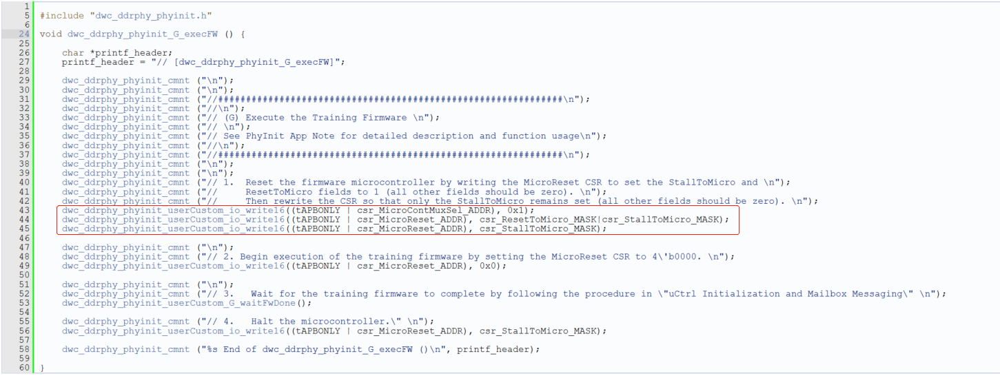 1
5 #include "dwc_ddrphy_phyinit.h"
6
24 void dwc_ddrphy_phyinit_G_execFW () {
25
26 char *printf_header;
27 printf_header = "// [dwc_ddrphy_phyinit_G_execFW]";
28
29 dwc_ddrphy_phyinit_cmnt ("\n");
30 dwc_ddrphy_phyinit_cmnt ("\n");
31 dwc_ddrphy_phyinit_cmnt ("//##############################################################\n");
32 dwc_ddrphy_phyinit_cmnt ("//\n");
33 dwc_ddrphy_phyinit_cmnt ("// (G) Execute the Training Firmware \n");
34 dwc_ddrphy_phyinit_cmnt ("// \n");
35 dwc_ddrphy_phyinit_cmnt ("// See PhyInit App Note for detailed description and function usage\n");
36 dwc_ddrphy_phyinit_cmnt ("//\n");
37 dwc_ddrphy_phyinit_cmnt ("//##############################################################\n");
38 dwc_ddrphy_phyinit_cmnt ("\n");
39 dwc_ddrphy_phyinit_cmnt ("\n");
40 dwc_ddrphy_phyinit_cmnt ("// 1. Reset the firmware microcontroller by writing the MicroReset CSR to set the StallToMicro and \n");
41 dwc_ddrphy_phyinit_cmnt ("// ResetToMicro fields to 1 (all other fields should be zero). \n");
42 dwc_ddrphy_phyinit_cmnt ("// Then rewrite the CSR so that only the StallToMicro remains set (all other fields should be zero). \n");
43 dwc_ddrphy_phyinit_userCustom_io_write16((tAPBONLY | csr_MicroContMuxSel_ADDR), 0x1);
44 dwc_ddrphy_phyinit_userCustom_io_write16((tAPBONLY | csr_MicroReset_ADDR), csr_ResetToMicro_MASK|csr_StallToMicro_MASK);
45 dwc_ddrphy_phyinit_userCustom_io_write16((tAPBONLY | csr_MicroReset_ADDR), csr_StallToMicro_MASK);
46
47 dwc_ddrphy_phyinit_cmnt ("\n");
48 dwc_ddrphy_phyinit_cmnt ("// 2. Begin execution of the training firmware by setting the MicroReset CSR to 4\'b0000. \n");
49 dwc_ddrphy_phyinit_userCustom_io_write16((tAPBONLY | csr_MicroReset_ADDR), 0x0);
50
51 dwc_ddrphy_phyinit_cmnt ("\n");
52 dwc_ddrphy_phyinit_cmnt ("// 3. Wait for the training firmware to complete by following the procedure in \"uCtrl Initialization and Mailbox Messaging\" \n");
53 dwc_ddrphy_phyinit_userCustom_G_waitFwDone();
54
55 dwc_ddrphy_phyinit_cmnt ("// 4. Halt the microcontroller.\" \n");
56 dwc_ddrphy_phyinit_userCustom_io_write16((tAPBONLY | csr_MicroReset_ADDR), csr_StallToMicro_MASK);
57
58 dwc_ddrphy_phyinit_cmnt ("%s End of dwc_ddrphy_phyinit_G_execFW ()\n", printf_header);
59
60 }